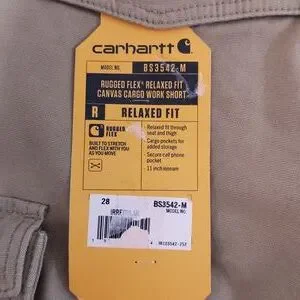 carhartt
MODEL NO. BS3542-M
RUGGED FLEX® RELAXED FIT
CANVAS CARGO WORK SHORT
R RELAXED FIT
RUGGED
FLEX
BUILT TO STRETCH
AND FLEX WITH YOU
AS YOU MOVE
Relaxed fit through
seat and thigh
Cargo pockets for
added storage
Secure cell phone
pocket
11 inch inseam
28 BS3542-M
MODEL NO.